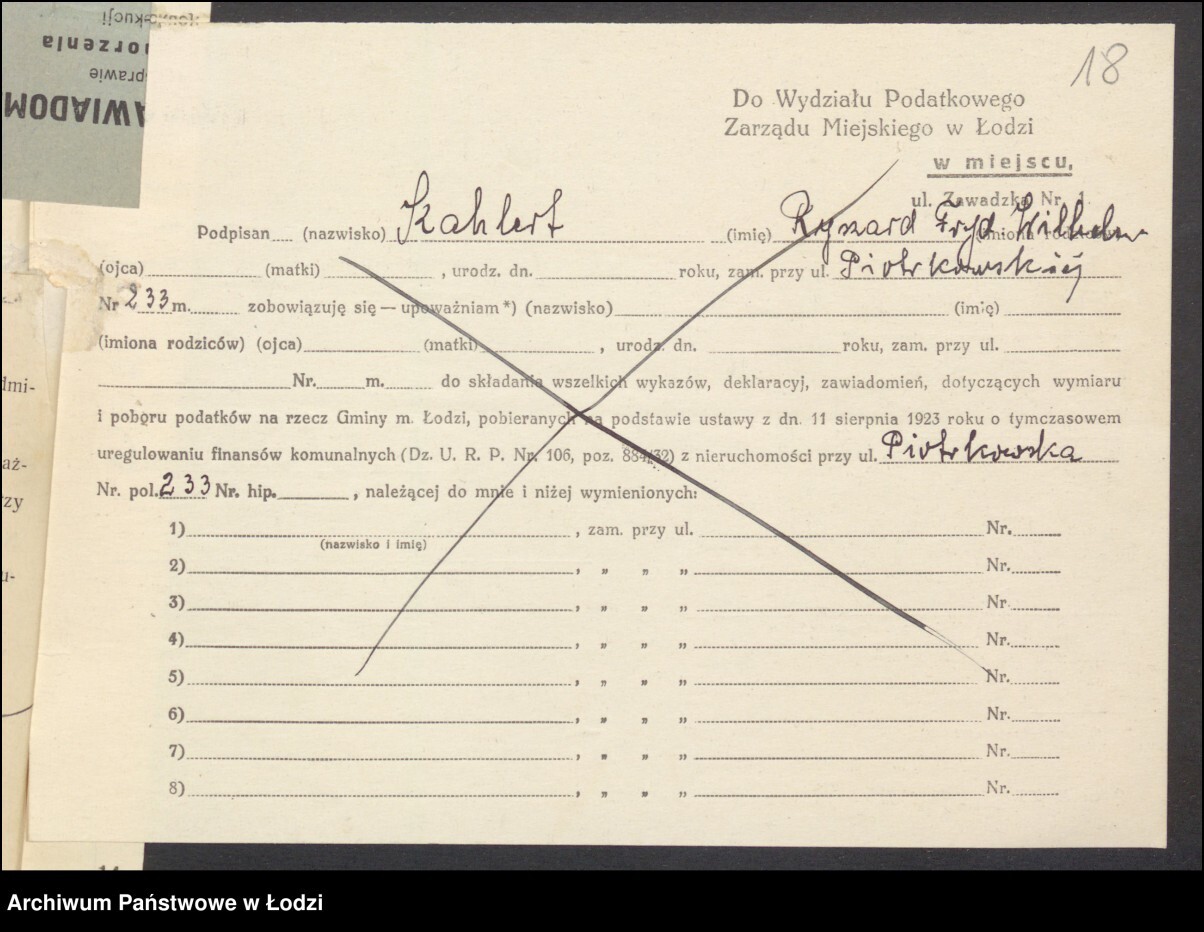 18
Do Wydziału Podatkowego
Zarządu Miejskiego w Łodzi
w miejscu,
ul. Zawadzka Nr. 1
Podpisan (nazwisko) Kahlert (imię) Ryszard Fryd Wilhelm
(ojca) (matki) , urodz. dn. roku, zam. przy ul. Piotrkowskiej
Nr 233 m. zobowiązuję się — upoważniam *) (nazwisko) (imię)
(imiona rodziców) (ojca) (matki) , urodz. dn. roku, zam. przy ul.
Nr. m. do składania wszelkich wykazów, deklaracyj, zawiadomień, dotyczących wymiaru
i poboru podatków na rzecz Gminy m. Łodzi, pobieranych na podstawie ustawy z dn. 11 sierpnia 1923 roku o tymczasowem
uregulowaniu finansów komunalnych (Dz. U. R. P. Nr. 106, poz. 884/32) z nieruchomości przy ul. Piotrkowska
Nr. pol. 233 Nr. hip. , należącej do mnie i niżej wymienionych:
1) , zam. przy ul. Nr.
(nazwisko i imię)
2) , „ „ „ Nr.
3) , „ „ „ Nr.
4) , „ „ „ Nr.
5) , „ „ „ Nr.
6) , „ „ „ Nr.
7) , „ „ „ Nr.
8) , „ „ „ Nr.
Archiwum Państwowe w Łodzi